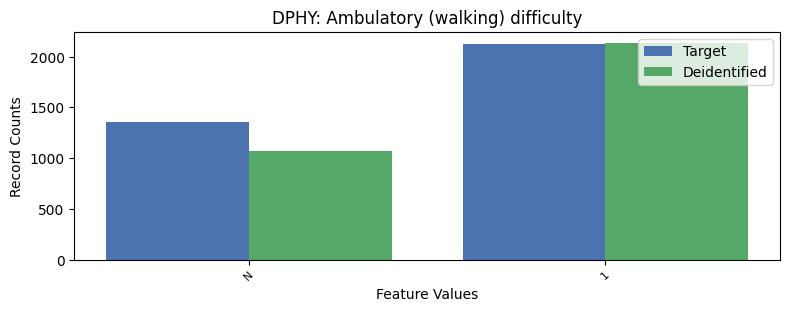 DPHY: Ambulatory (walking) difficulty
Target
Deidentified
Record Counts
2000
1500
1000
500
0
N
1
Feature Values